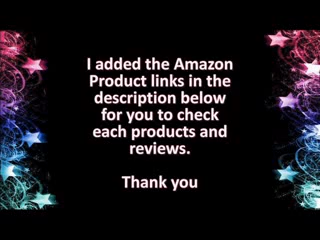 I added the Amazon
Product links in the
description below
for you to check
each products and
reviews.
Thank you